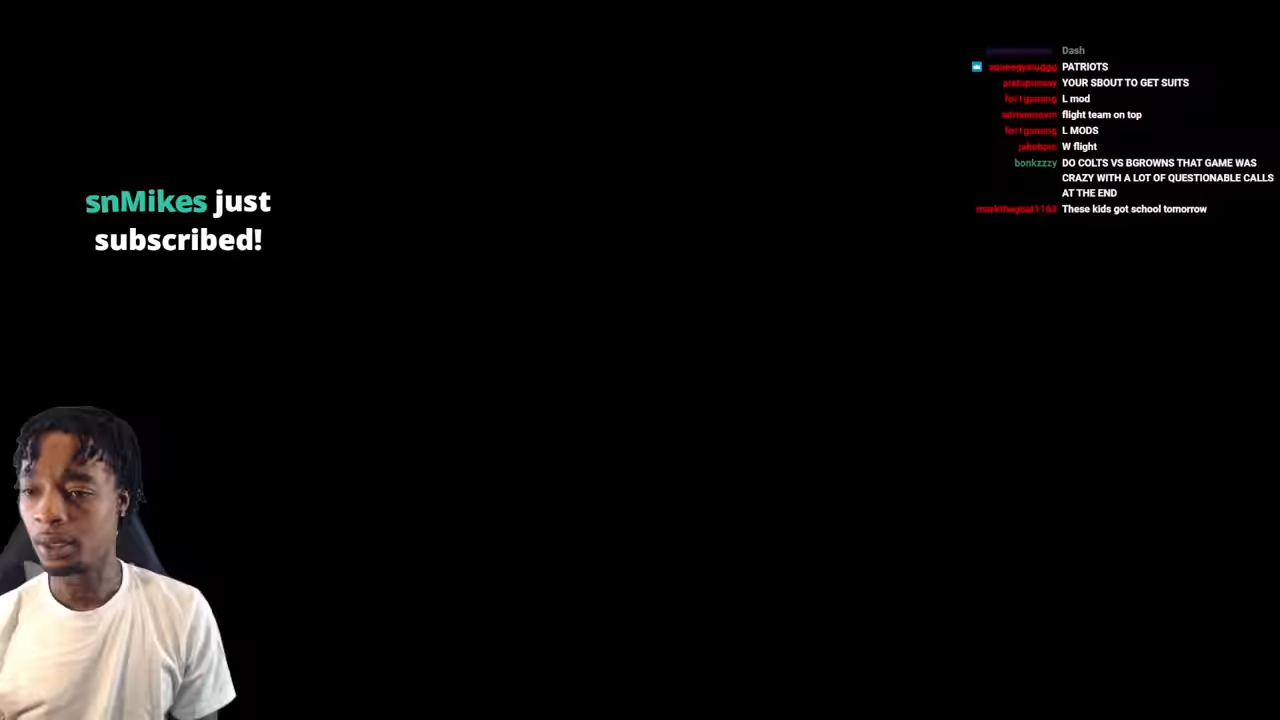 snMikes just
subscribed!
Dash
PATRIOTS
YOUR SBOUT TO GET SUITS
L mod
flight team on top
L MODS
W flight
bonkzzzy DO COLTS VS BGROWNS THAT GAME WAS
CRAZY WITH A LOT OF QUESTIONABLE CALLS
AT THE END
These kids got school tomorrow